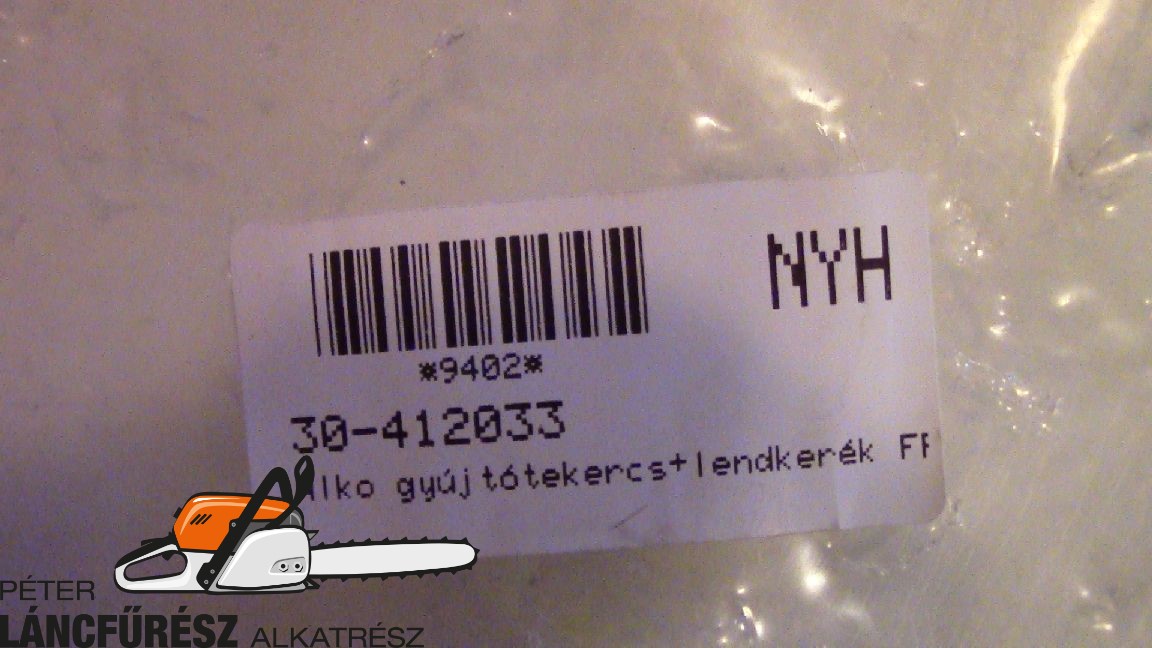 NYH
*9402*
30-412033
gyújtótekercs+lendkerék
PÉTER
LÁNCFŰRÉSZ ALKATRÉSZ